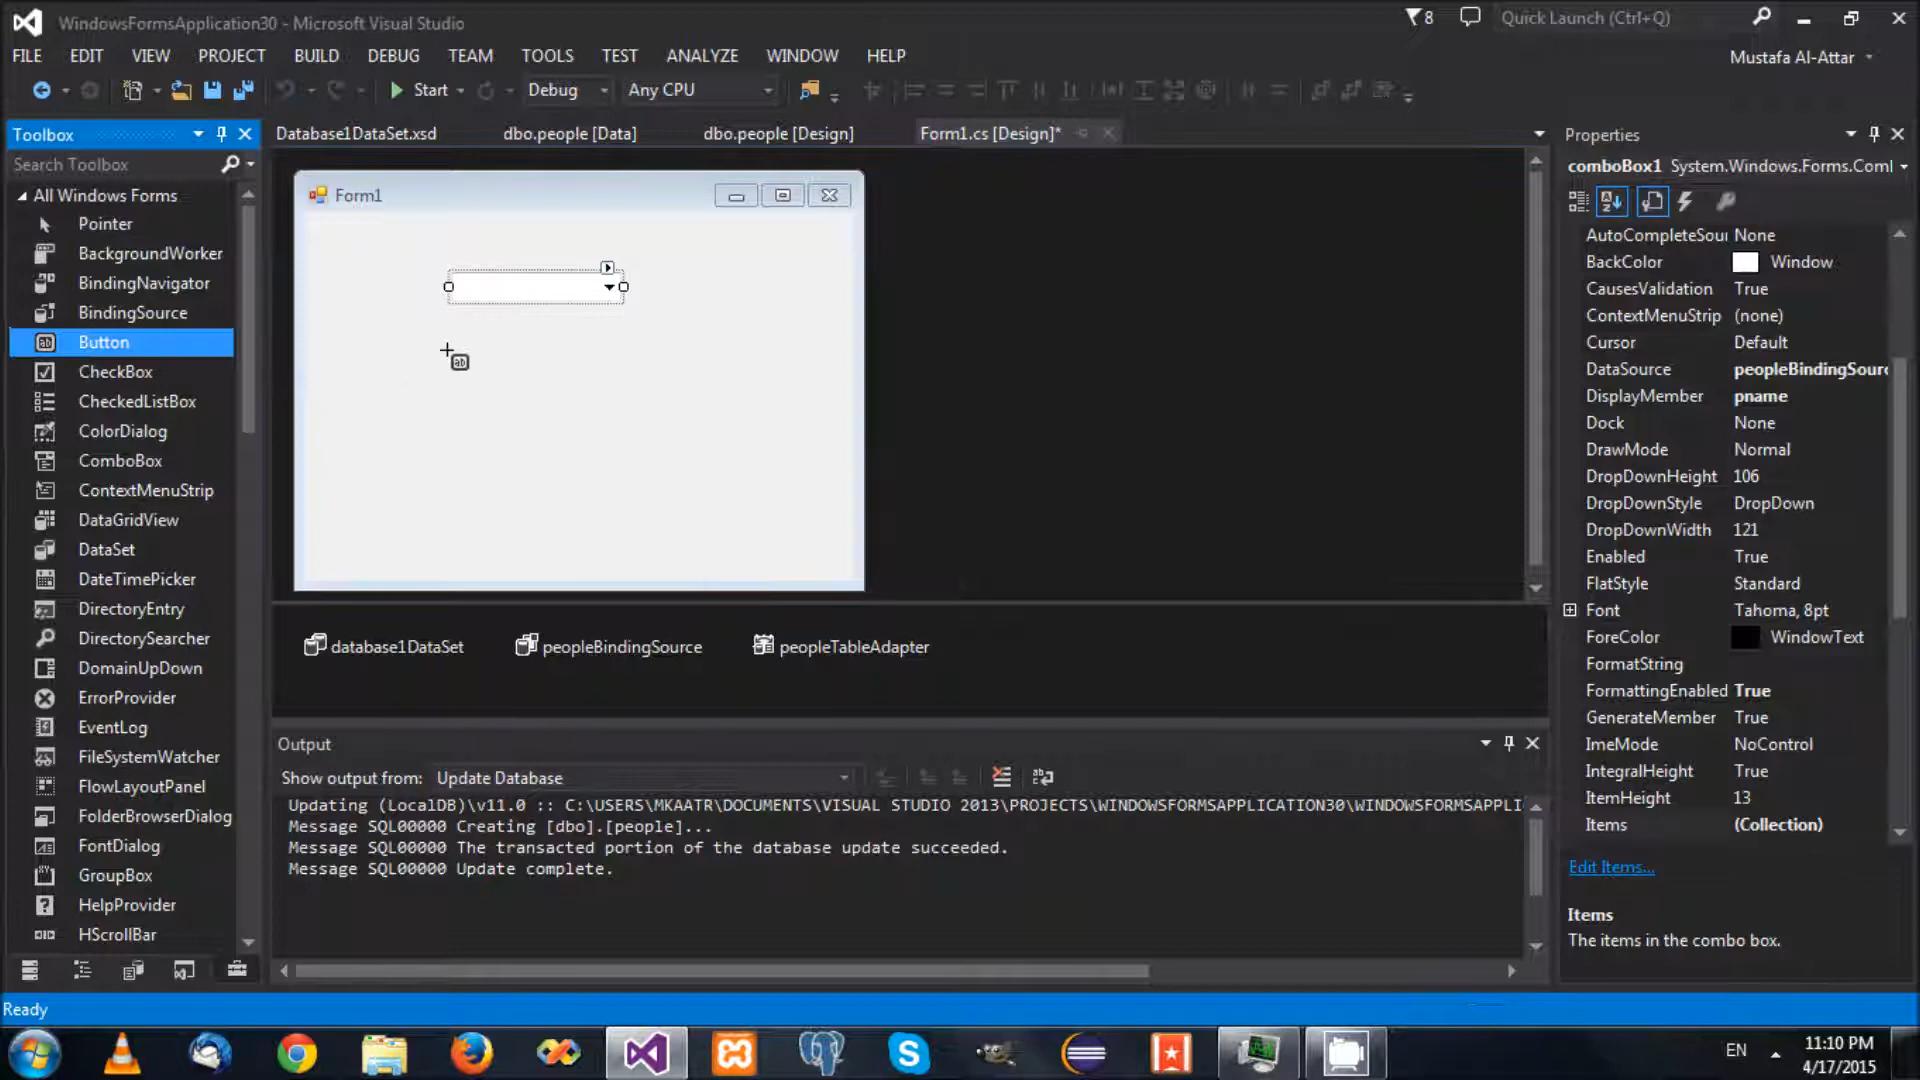 WindowsFormsApplication30 - Microsoft Visual Studio
8
Quick Launch (Ctrl+Q)
FILE EDIT VIEW PROJECT BUILD DEBUG TEAM TOOLS TEST ANALYZE WINDOW HELP
Mustafa Al-Attar
Start Debug Any CPU
Toolbox
Search Toolbox
All Windows Forms
Pointer
BackgroundWorker
BindingNavigator
BindingSource
Button
CheckBox
CheckedListBox
ColorDialog
ComboBox
ContextMenuStrip
DataGridView
DataSet
DateTimePicker
DirectoryEntry
DirectorySearcher
DomainUpDown
ErrorProvider
EventLog
FileSystemWatcher
FlowLayoutPanel
FolderBrowserDialog
FontDialog
GroupBox
HelpProvider
HScrollBar
Database1DataSet.xsd dbo.people [Data] dbo.people [Design] Form1.cs [Design]*
Form1
ab
database1DataSet peopleBindingSource peopleTableAdapter
Output
Show output from: Update Database
Updating (LocalDB)\v11.0 :: C:\USERS\MKAATR\DOCUMENTS\VISUAL STUDIO 2013\PROJECTS\WINDOWSFORMSAPPLICATION30\WINDOWSFORMSAPPLI
Message SQL00000 Creating [dbo].[people]...
Message SQL00000 The transacted portion of the database update succeeded.
Message SQL00000 Update complete.
Properties
comboBox1 System.Windows.Forms.Coml
AutoCompleteSour None
BackColor Window
CausesValidation True
ContextMenuStrip (none)
Cursor Default
DataSource peopleBindingSourc
DisplayMember pname
Dock None
DrawMode Normal
DropDownHeight 106
DropDownStyle DropDown
DropDownWidth 121
Enabled True
FlatStyle Standard
Font Tahoma, 8pt
ForeColor WindowText
FormatString
FormattingEnabled True
GenerateMember True
ImeMode NoControl
IntegralHeight True
ItemHeight 13
Items (Collection)
Edit Items...
Items
The items in the combo box.
Ready
EN
11:10 PM
4/17/2015